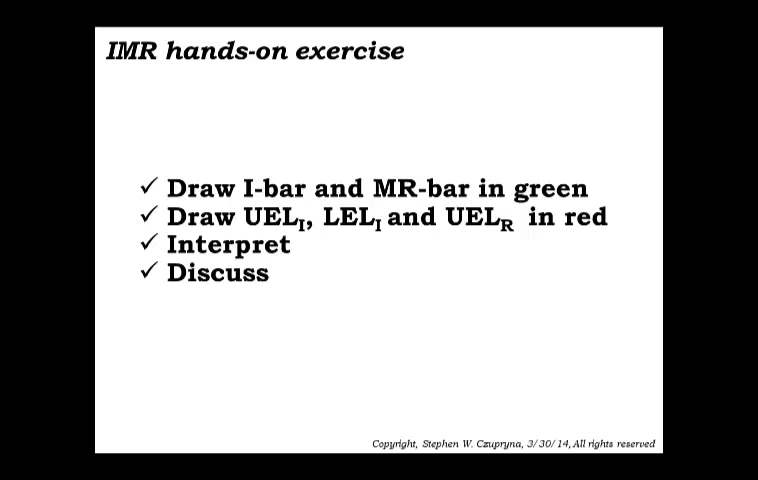 IMR hands-on exercise
✓ Draw I-bar and MR-bar in green
✓ Draw UELI, LELI and UELR in red
✓ Interpret
✓ Discuss
Copyright, Stephen W. Czupryna, 3/30/14, All rights reserved